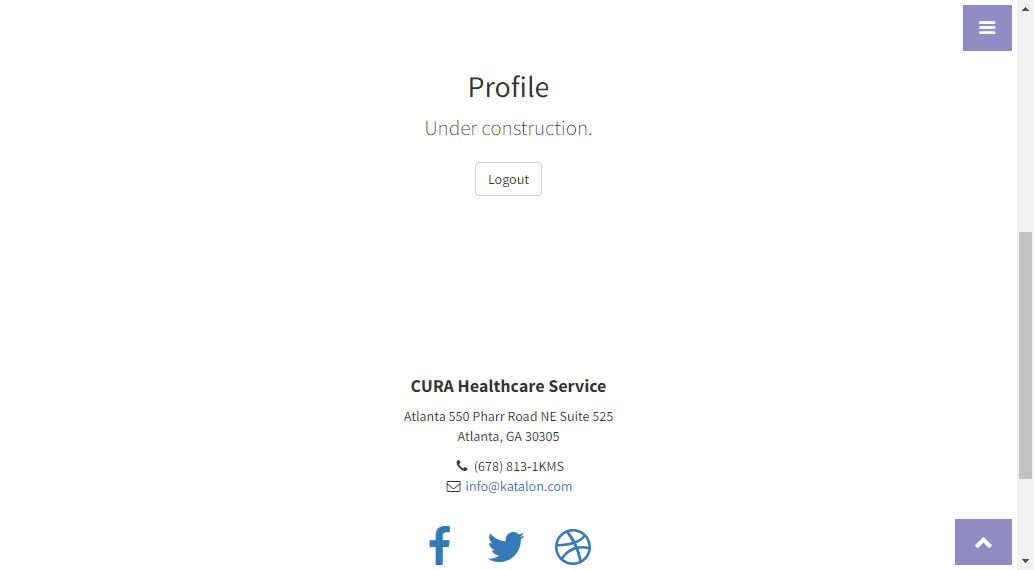 Profile
Under construction.
Logout
CURA Healthcare Service
Atlanta 550 Pharr Road NE Suite 525
Atlanta, GA 30305
(678) 813-1KMS
info@katalon.com